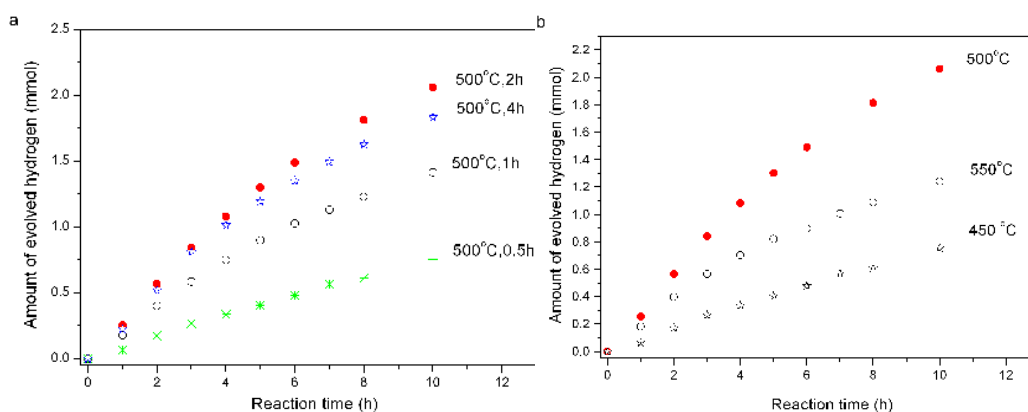 a
Amount of evolved hydrogen (mmol)
2.5
2.0
1.5
1.0
0.5
0.0
500°C,2h
500°C,4h
500°C,1h
500°C,0.5h
0 2 4 6 8 10 12
Reaction time (h)
b
Amount of evolved hydrogen (mmol)
2.2
2.0
1.8
1.6
1.4
1.2
1.0
0.8
0.6
0.4
0.2
0.0
500°C
550°C
450 °C
0 2 4 6 8 10 12
Reaction time (h)